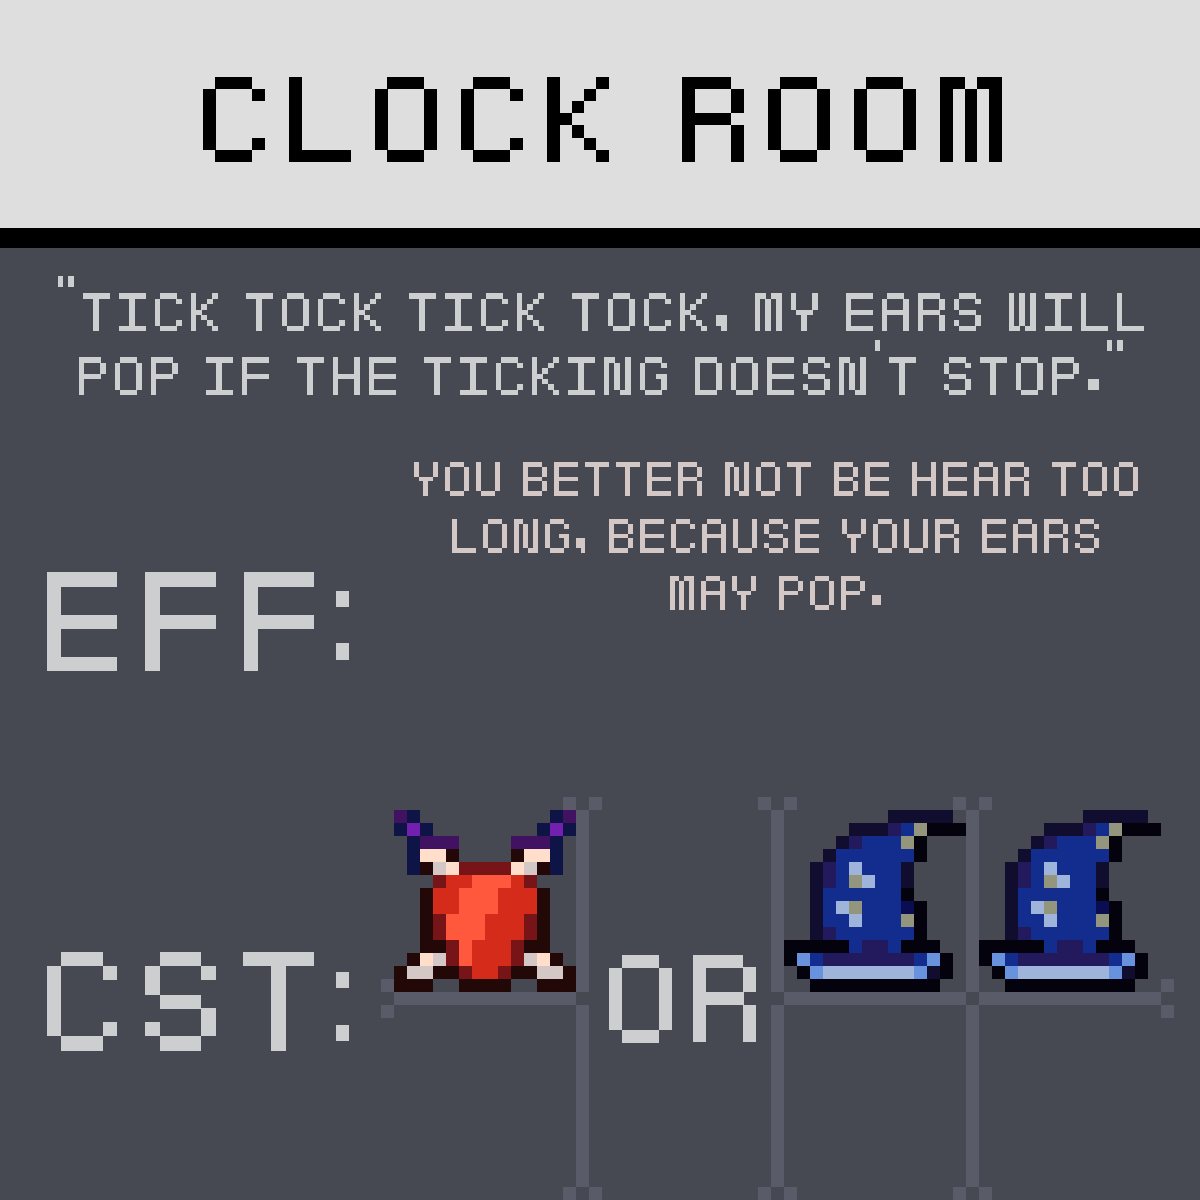 CLOCK ROOM
"TICK TOCK TICK TOCK, MY EARS WILL
POP IF THE TICKING DOESN'T STOP."
YOU BETTER NOT BE HEAR TOO
LONG, BECAUSE YOUR EARS
MAY POP.
EFF:
CST:
OR